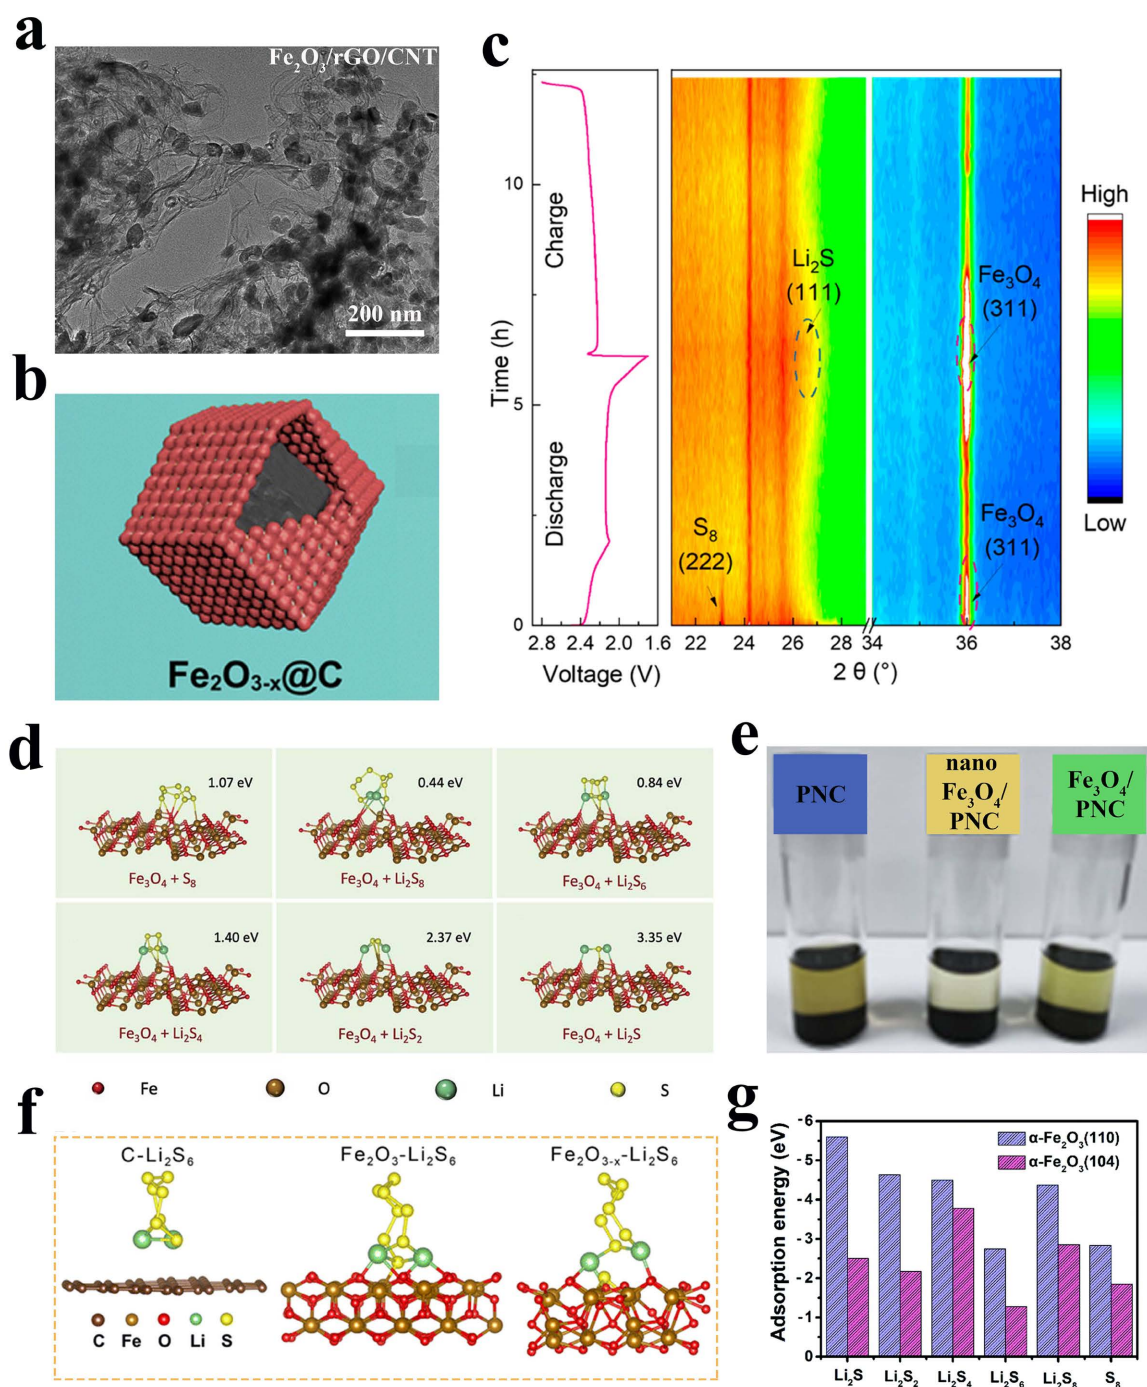 a
Fe₂O₃/rGO/CNT
200 nm
b
Fe₂O₃₋ₓ@C
c
Time (h)
10
5
0
Charge
Discharge
2.8 2.4 2.0 1.6
Voltage (V)
S₈
(222)
Li₂S
(111)
Fe₃O₄
(311)
Fe₃O₄
(311)
22 24 26 28 34 36 38
2 θ (°)
High
Low
d
1.07 eV
Fe₃O₄ + S₈
0.44 eV
Fe₃O₄ + Li₂S₈
0.84 eV
Fe₃O₄ + Li₂S₆
1.40 eV
Fe₃O₄ + Li₂S₄
2.37 eV
Fe₃O₄ + Li₂S₂
3.35 eV
Fe₃O₄ + Li₂S
Fe O Li S
e
PNC
nano
Fe₃O₄/
PNC
Fe₃O₄/
PNC
f
C-Li₂S₆
Fe₂O₃-Li₂S₆
Fe₂O₃₋ₓ-Li₂S₆
C Fe O Li S
g
Adsorption energy (eV)
-6
-5
-4
-3
-2
-1
0
α-Fe₂O₃(110)
α-Fe₂O₃(104)
Li₂S Li₂S₂ Li₂S₄ Li₂S₆ Li₂S₈ S₈